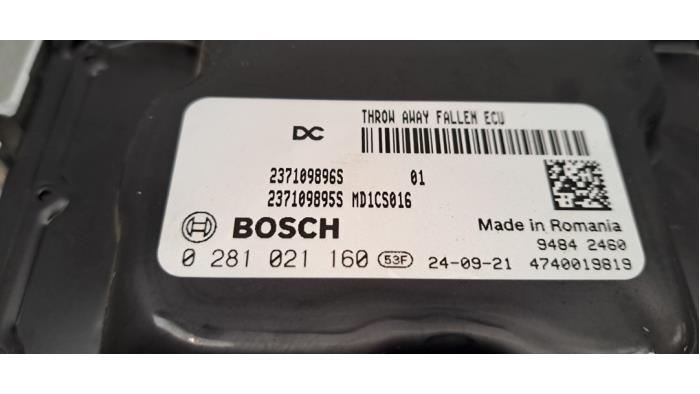 THROW AWAY FALLEN ECU
DC
237109896S 01
237109895S MD1CS016
BOSCH Made in Romania
9484 2460
0 281 021 160 53F 24-09-21 4740019819